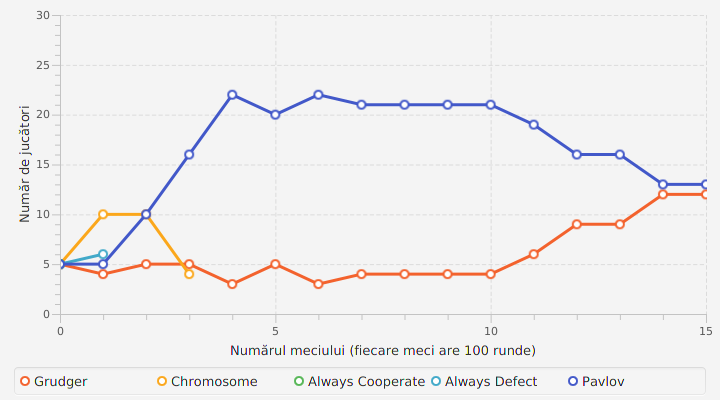 30
25
20
15
10
5
0
Număr de jucători
0 5 10 15
Numărul meciului (fiecare meci are 100 runde)
Grudger Chromosome Always Cooperate Always Defect Pavlov